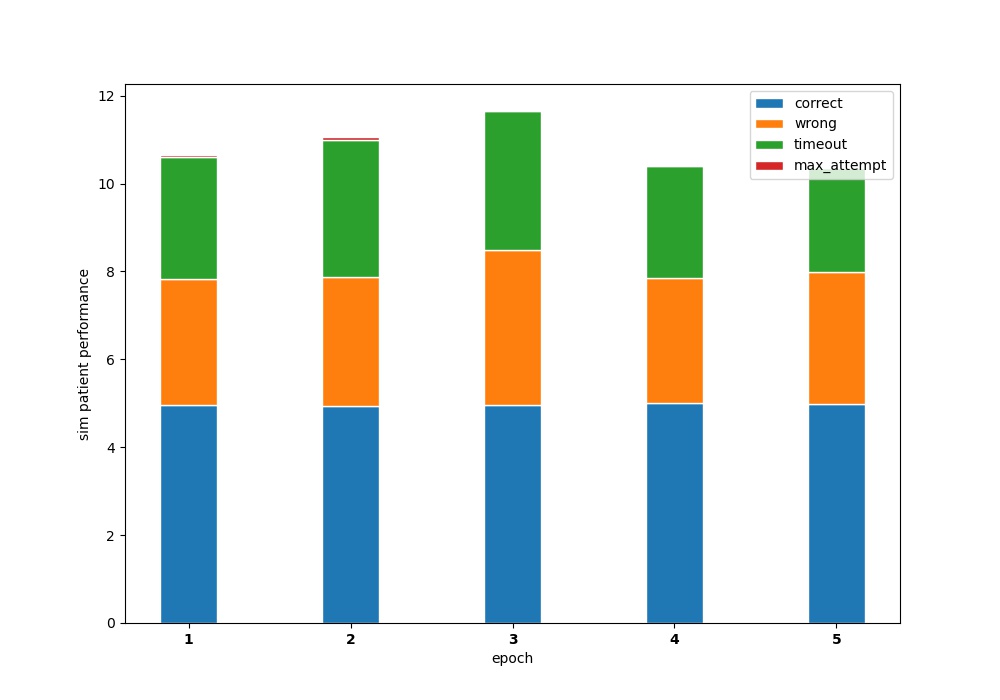 12
10
8
6
4
2
0
sim patient performance
correct
wrong
timeout
max_attempt
1 2 3 4 5
epoch